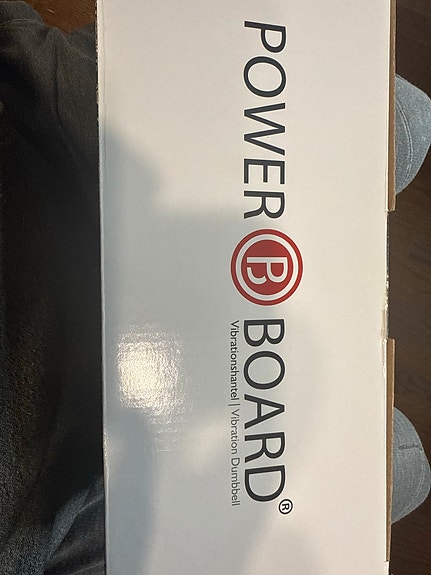 POWER B BOARD®
Vibrationshantel | Vibration Dumbbell